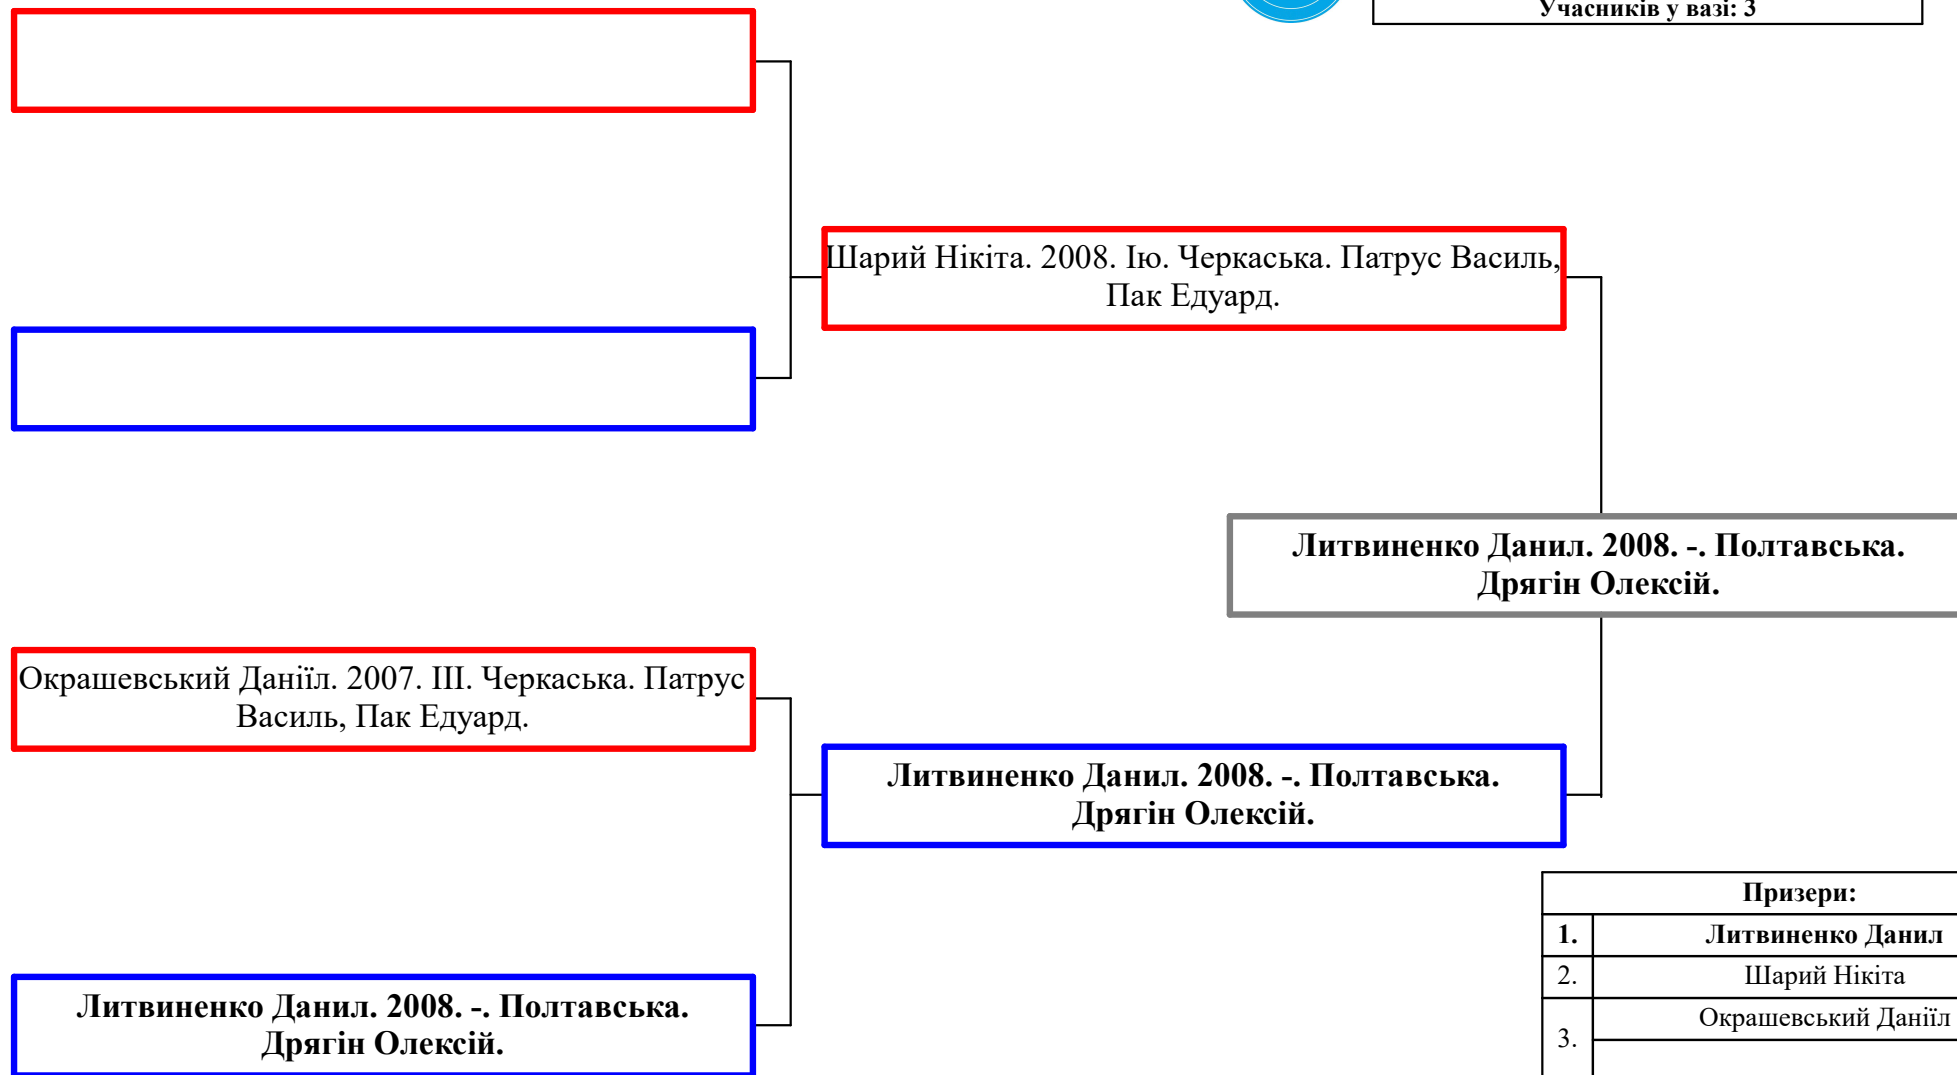 Учасників у вазі: 3
Шарий Нікіта. 2008. Ію. Черкаська. Патрус Василь,
Пак Едуард.
Литвиненко Данил. 2008. -. Полтавська.
Дрягін Олексій.
Окрашевський Данііл. 2007. ІІІ. Черкаська. Патрус
Василь, Пак Едуард.
Литвиненко Данил. 2008. -. Полтавська.
Дрягін Олексій.
Литвиненко Данил. 2008. -. Полтавська.
Дрягін Олексій.
Призери:
1. Литвиненко Данил
2. Шарий Нікіта
3. Окрашевський Данііл